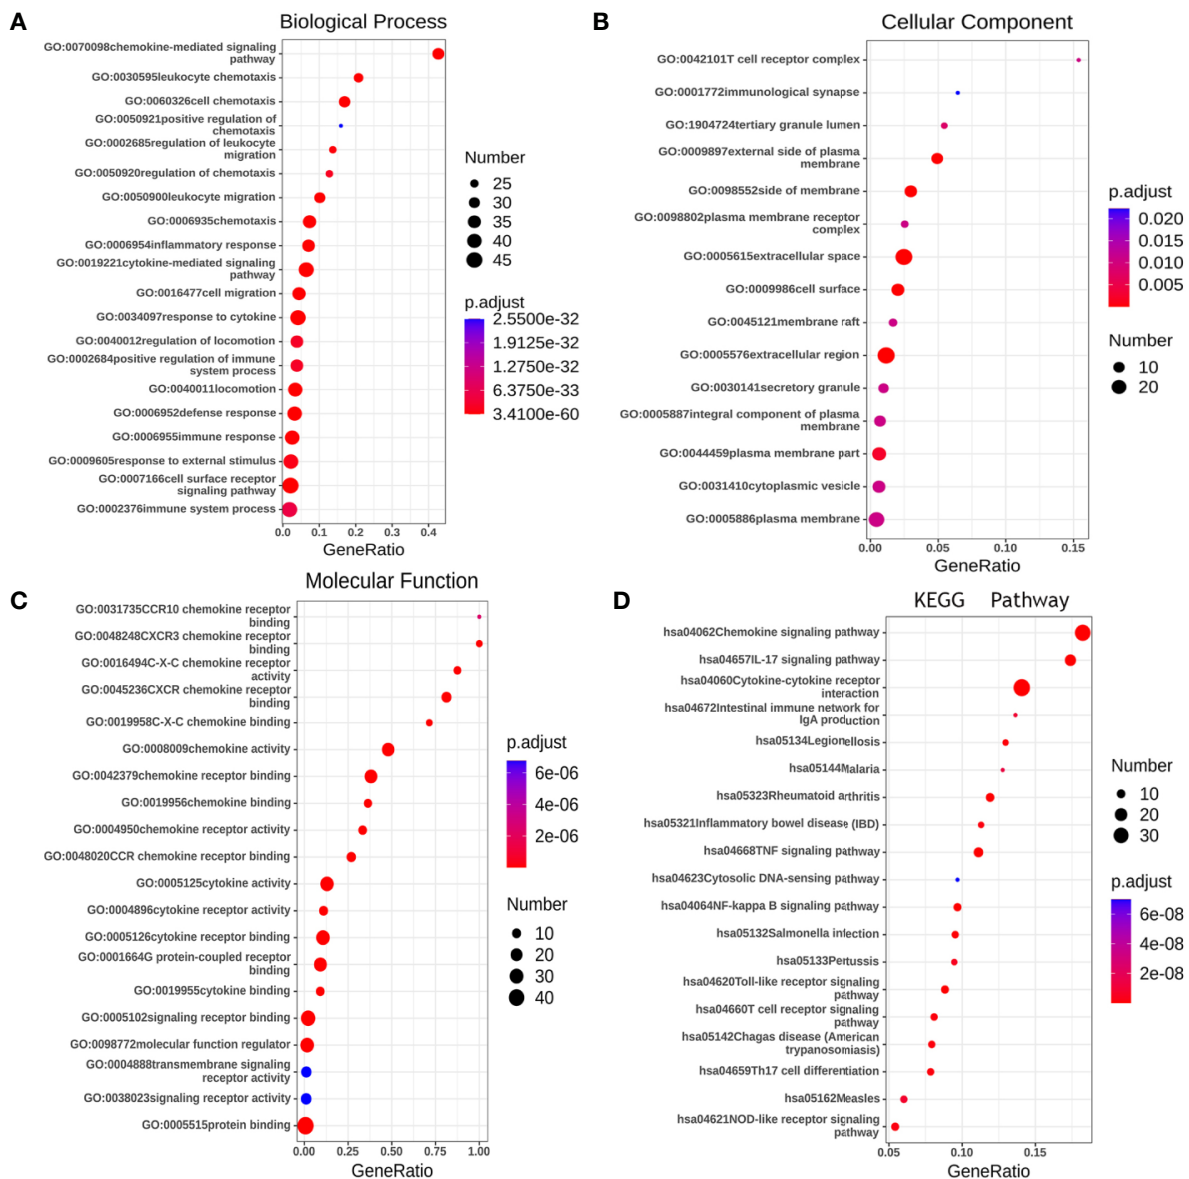 A
Biological Process
GO:0070098chemokine-mediated signaling
pathway
GO:0030595leukocyte chemotaxis
GO:0060326cell chemotaxis
GO:0050921positive regulation of
chemotaxis
GO:0002685regulation of leukocyte
migration
GO:0050920regulation of chemotaxis
GO:0050900leukocyte migration
GO:0006935chemotaxis
GO:0006954inflammatory response
GO:0019221cytokine-mediated signaling
pathway
GO:0016477cell migration
GO:0034097response to cytokine
GO:0040012regulation of locomotion
GO:0002684positive regulation of immune
system process
GO:0040011locomotion
GO:0006952defense response
GO:0006955immune response
GO:0009605response to external stimulus
GO:0007166cell surface receptor
signaling pathway
GO:0002376immune system process
0.0 0.1 0.2 0.3 0.4
GeneRatio
Number
25
30
35
40
45
p.adjust
2.5500e-32
1.9125e-32
1.2750e-32
6.3750e-33
3.4100e-60
B
Cellular Component
GO:0042101T cell receptor complex
GO:0001772immunological synapse
GO:1904724tertiary granule lumen
GO:0009897external side of plasma
membrane
GO:0098552side of membrane
GO:0098802plasma membrane receptor
complex
GO:0005615extracellular space
GO:0009986cell surface
GO:0045121membrane raft
GO:0005576extracellular region
GO:0030141secretory granule
GO:0005887integral component of plasma
membrane
GO:0044459plasma membrane part
GO:0031410cytoplasmic vesicle
GO:0005886plasma membrane
0.00 0.05 0.10 0.15
GeneRatio
p.adjust
0.020
0.015
0.010
0.005
Number
10
20
C
Molecular Function
GO:0031735CCR10 chemokine receptor
binding
GO:0048248CXCR3 chemokine receptor
binding
GO:0016494C-X-C chemokine receptor
activity
GO:0045236CXCR chemokine receptor
binding
GO:0019958C-X-C chemokine binding
GO:0008009chemokine activity
GO:0042379chemokine receptor binding
GO:0019956chemokine binding
GO:0004950chemokine receptor activity
GO:0048020CCR chemokine receptor binding
GO:0005125cytokine activity
GO:0004896cytokine receptor activity
GO:0005126cytokine receptor binding
GO:0001664G protein-coupled receptor
binding
GO:0019955cytokine binding
GO:0005102signaling receptor binding
GO:0098772molecular function regulator
GO:0004888transmembrane signaling
receptor activity
GO:0038023signaling receptor activity
GO:0005515protein binding
0.00 0.25 0.50 0.75 1.00
GeneRatio
p.adjust
6e-06
4e-06
2e-06
Number
10
20
30
40
D
KEGG Pathway
hsa04062Chemokine signaling pathway
hsa04657IL-17 signaling pathway
hsa04060Cytokine-cytokine receptor
interaction
hsa04672Intestinal immune network for
IgA production
hsa05134Legionellosis
hsa05144Malaria
hsa05323Rheumatoid arthritis
hsa05321Inflammatory bowel disease (IBD)
hsa04668TNF signaling pathway
hsa04623Cytosolic DNA-sensing pathway
hsa04064NF-kappa B signaling pathway
hsa05132Salmonella infection
hsa05133Pertussis
hsa04620Toll-like receptor signaling
pathway
hsa04660T cell receptor signaling
pathway
hsa05142Chagas disease (American
trypanosomiasis)
hsa04659Th17 cell differentiation
hsa05162Measles
hsa04621NOD-like receptor signaling
pathway
0.05 0.10 0.15
GeneRatio
Number
10
20
30
p.adjust
6e-08
4e-08
2e-08